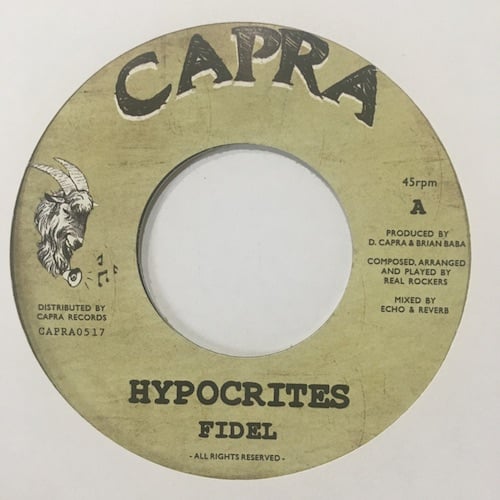 CAPRA
45rpm
A
PRODUCED BY
D. CAPRA & BRIAN BABA
COMPOSED, ARRANGED
AND PLAYED BY
REAL ROCKERS
MIXED BY
ECHO & REVERB
DISTRIBUTED BY
CAPRA RECORDS
CAPRA0517
HYPOCRITES
FIDEL
- ALL RIGHTS RESERVED -